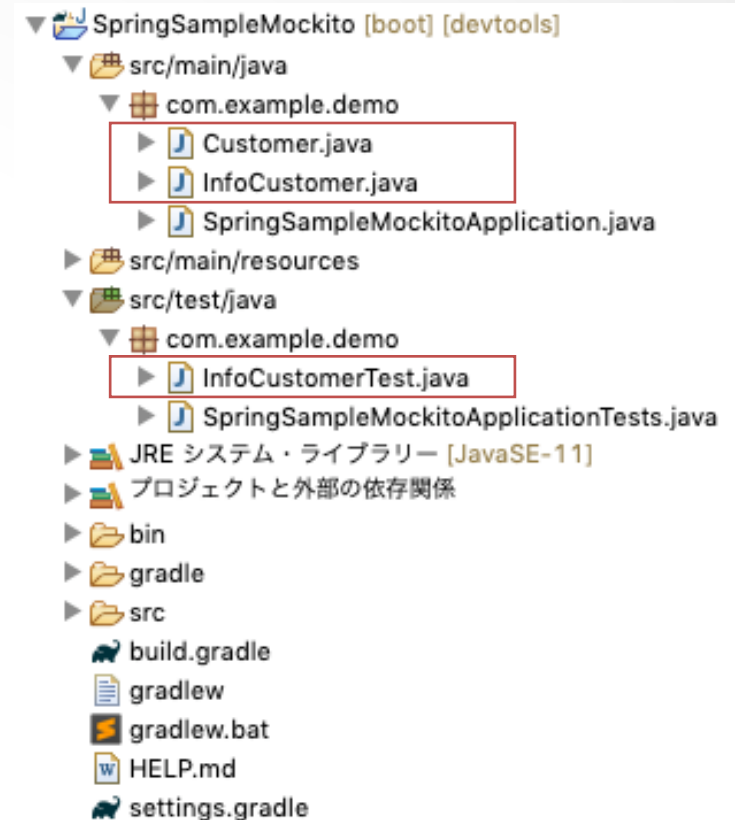 SpringSampleMockito [boot] [devtools]
src/main/java
com.example.demo
Customer.java
InfoCustomer.java
SpringSampleMockitoApplication.java
src/main/resources
src/test/java
com.example.demo
InfoCustomerTest.java
SpringSampleMockitoApplicationTests.java
JRE システム・ライブラリー [JavaSE-11]
プロジェクトと外部の依存関係
bin
gradle
src
build.gradle
gradlew
gradlew.bat
HELP.md
settings.gradle